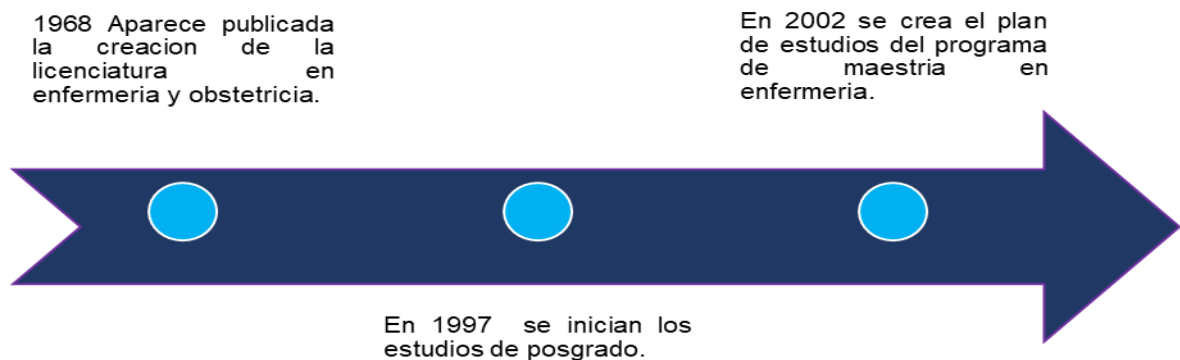 1968 Aparece publicada
la creacion de la
licenciatura en
enfermeria y obstetricia.
En 1997 se inician los
estudios de posgrado.
En 2002 se crea el plan
de estudios del programa
de maestria en
enfermeria.